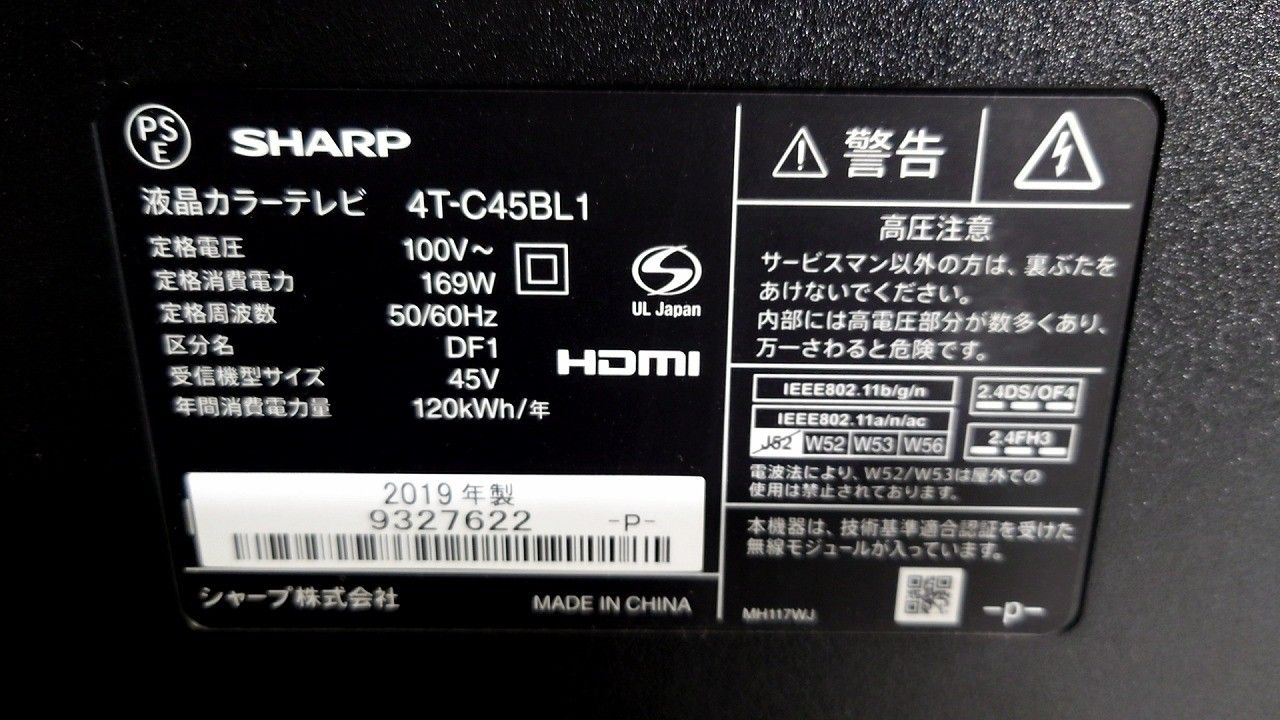 PS
E
SHARP
液晶カラーテレビ 4T-C45BL1
定格電圧 100V～
定格消費電力 169W
定格周波数 50/60Hz
区分名 DF1
受信機型サイズ 45V
年間消費電力量 120kWh/年
UL Japan
HDMI
2019年製
9327622 -P-
シャープ株式会社 MADE IN CHINA
警告
高圧注意
サービスマン以外の方は、裏ぶたを
あけないでください。
内部には高電圧部分が数多くあり、
万一さわると危険です。
IEEE802.11b/g/n
2.4DS/OF4
IEEE802.11a/n/ac
J52 W52 W53 W56
2.4FH3
電波法により、W52/W53は屋外での
使用は禁止されております。
本機器は、技術基準適合認証を受けた
無線モジュールが入っています。
MH117WJ -p-